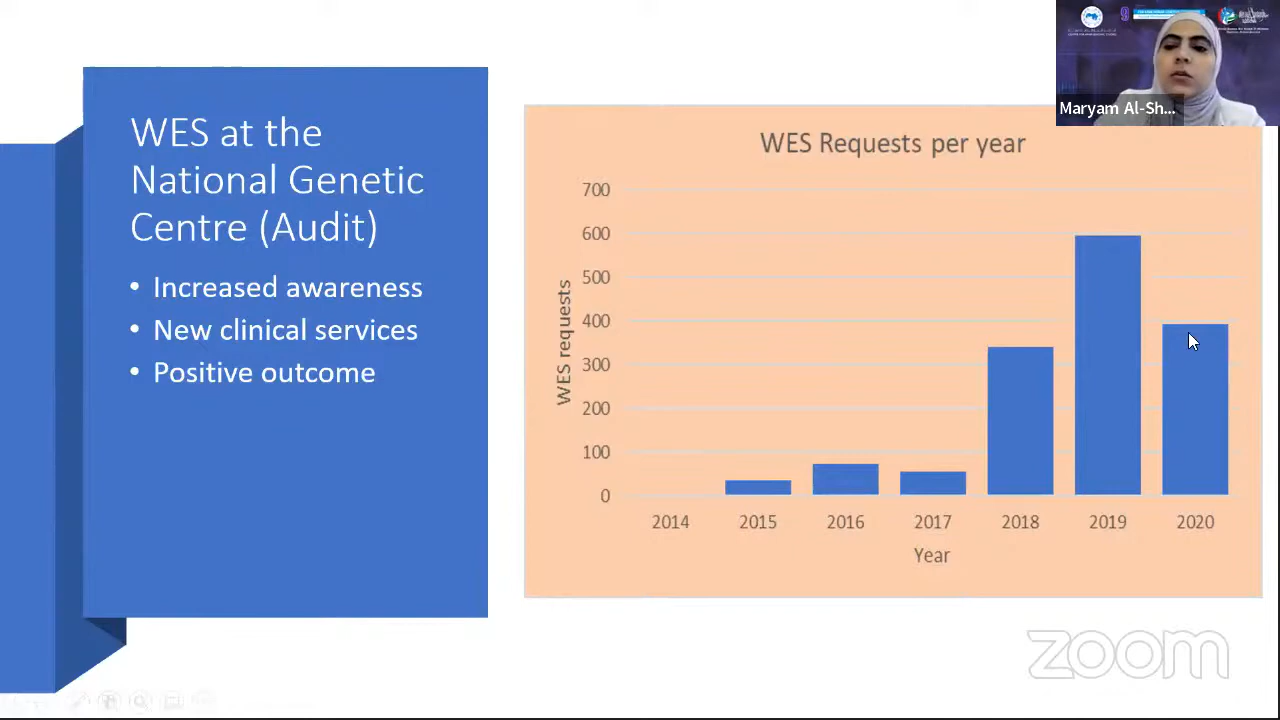 WES at the
National Genetic
Centre (Audit)
• Increased awareness
• New clinical services
• Positive outcome
WES Requests per year
WES requests
700
600
500
400
300
200
100
0
2014 2015 2016 2017 2018 2019 2020
Year
Maryam Al-Sh...
zoom